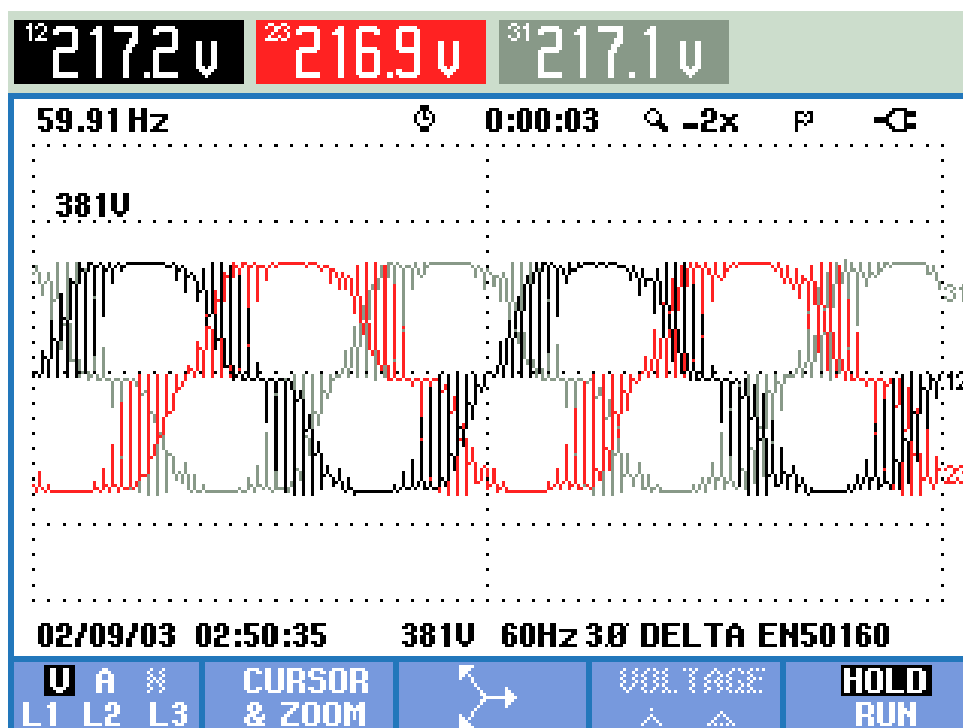 12 217.2 V 23 216.9 V 31 217.1 V
59.91 Hz 0:00:03 -2x
381V
31
12
23
02/09/03 02:50:35 381V 60Hz 3Ø DELTA EN50160
V A N CURSOR VOLTAGE HOLD
L1 L2 L3 & ZOOM RUN